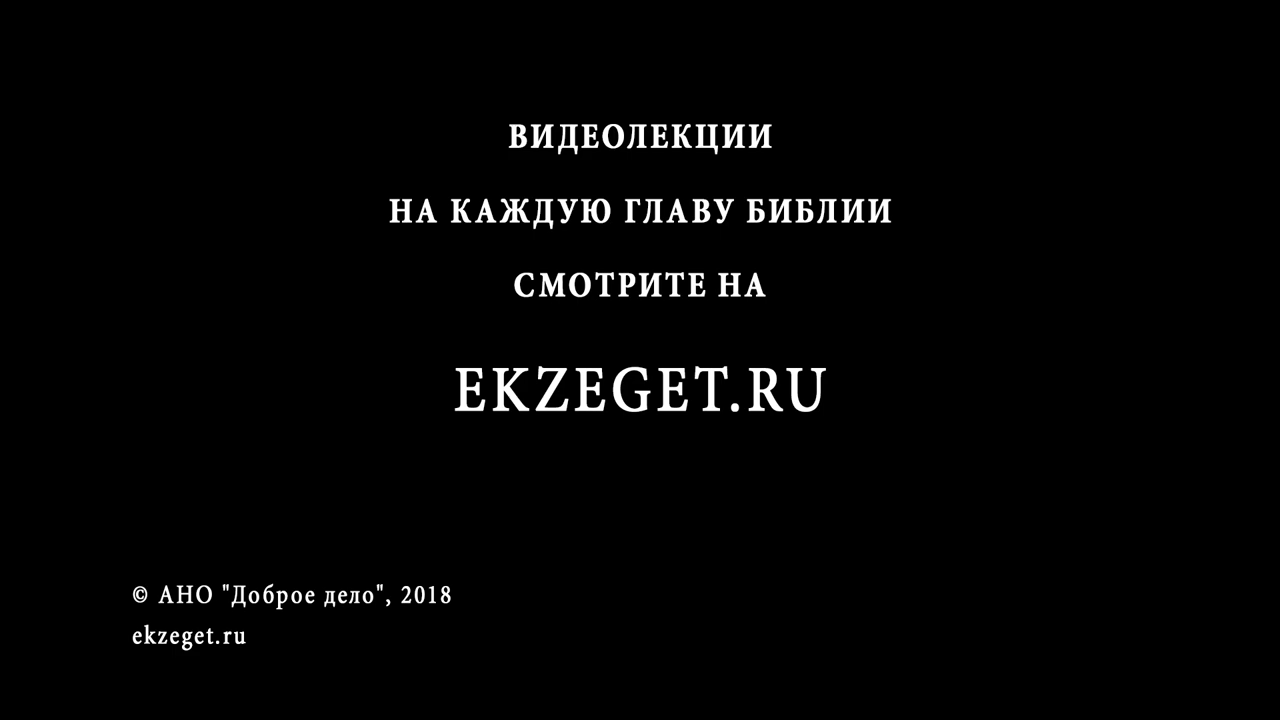 ВИДЕОЛЕКЦИИ
НА КАЖДУЮ ГЛАВУ БИБЛИИ
СМОТРИТЕ НА
EKZEGET.RU
© АНО "Доброе дело", 2018
ekzeget.ru